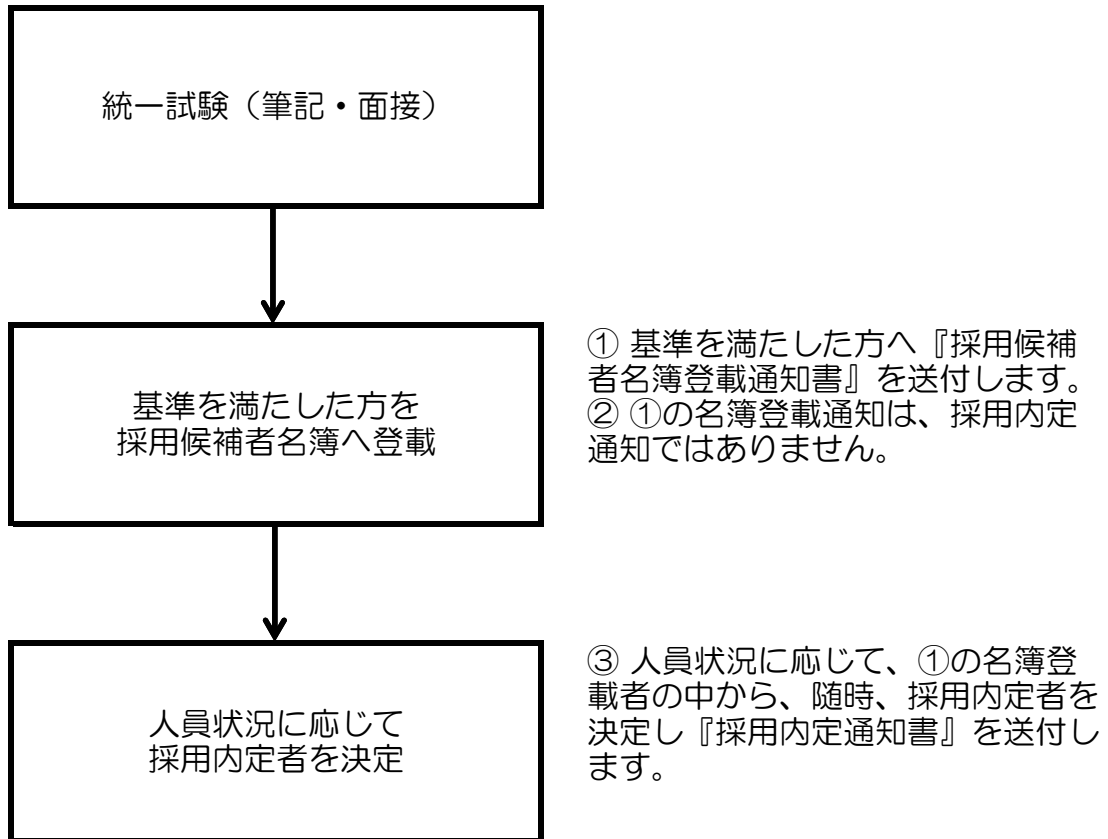 統一試験（筆記・面接）
基準を満たした方を
採用候補者名簿へ登載
① 基準を満たした方へ『採用候補
者名簿登載通知書』を送付します。
② ①の名簿登載通知は、採用内定
通知ではありません。
人員状況に応じて
採用内定者を決定
③ 人員状況に応じて、①の名簿登
載者の中から、随時、採用内定者を
決定し『採用内定通知書』を送付し
ます。